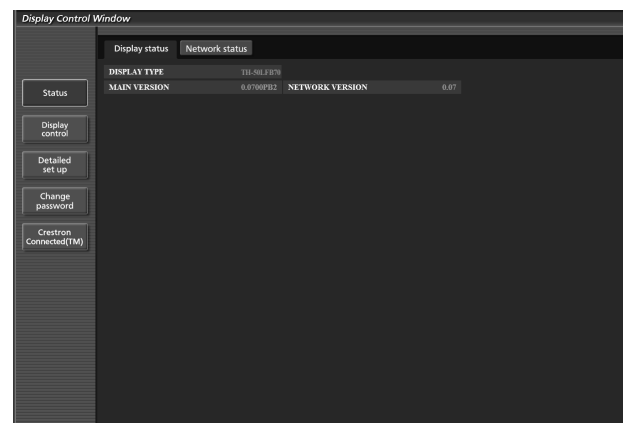 Display Control Window
Display status Network status
DISPLAY TYPE TH-50LFB70
MAIN VERSION 0.0700PB2 NETWORK VERSION 0.07
Status
Display
control
Detailed
set up
Change
password
Crestron
Connected(TM)